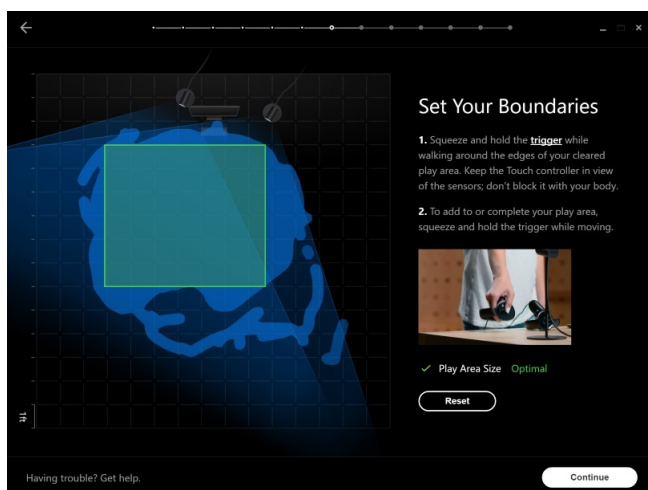 Set Your Boundaries
1. Squeeze and hold the trigger while
walking around the edges of your cleared
play area. Keep the Touch controller in view
of the sensors; don't block it with your body.
2. To add to or complete your play area,
squeeze and hold the trigger while moving.
Play Area Size Optimal
Reset
1ft
Having trouble? Get help.
Continue